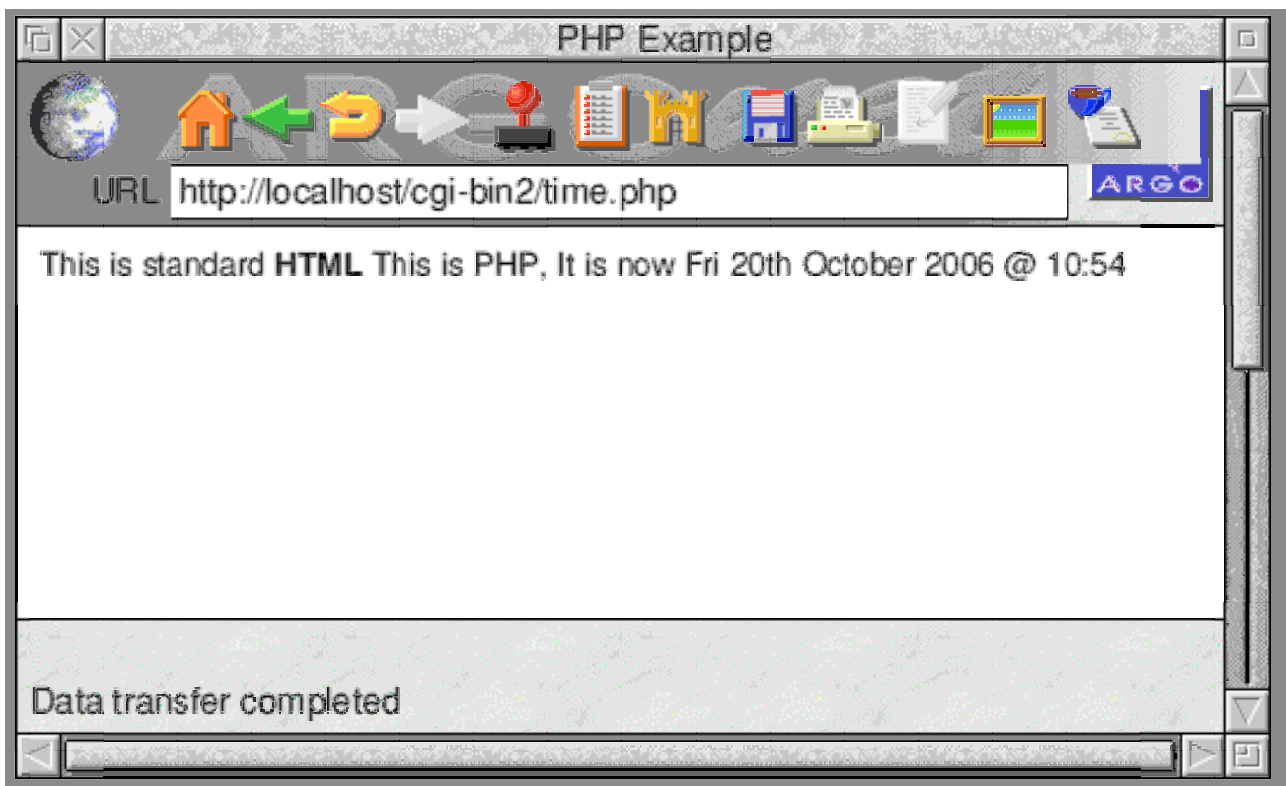 PHP Example
ARGO
URL http://localhost/cgi-bin2/time.php
This is standard HTML This is PHP, It is now Fri 20th October 2006 @ 10:54
Data transfer completed